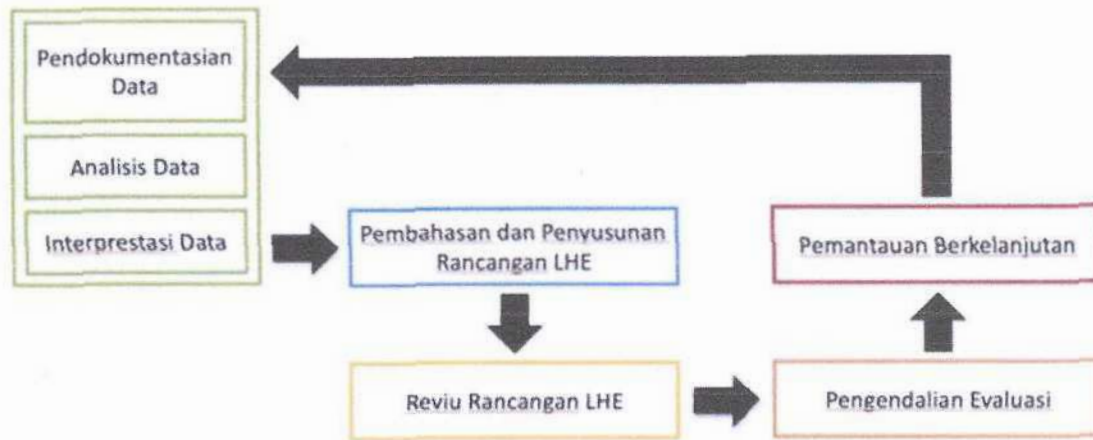 Pendokumentasian
Data
Analisis Data
Interprestasi Data
Pembahasan dan Penyusunan
Rancangan LHE
Pemantauan Berkelanjutan
Reviu Rancangan LHE
Pengendalian Evaluasi